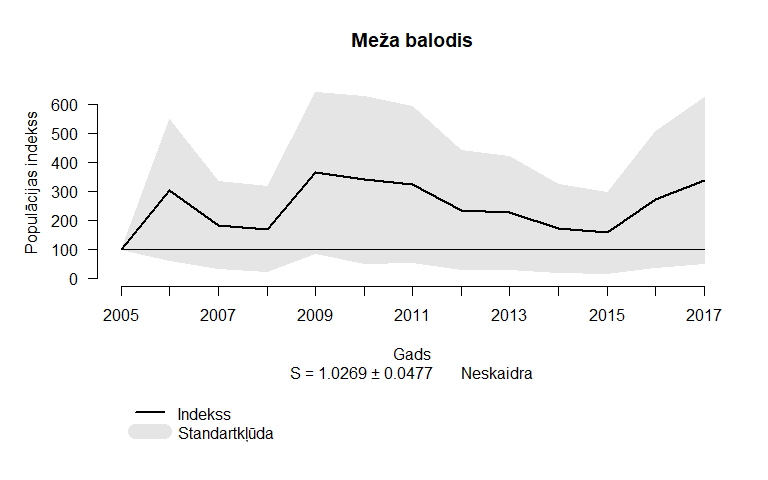 Meža balodis
Populācijas indekss
600
500
400
300
200
100
0
2005 2007 2009 2011 2013 2015 2017
Gads
S = 1.0269 ± 0.0477 Neskaidra
Indekss
Standartkļūda